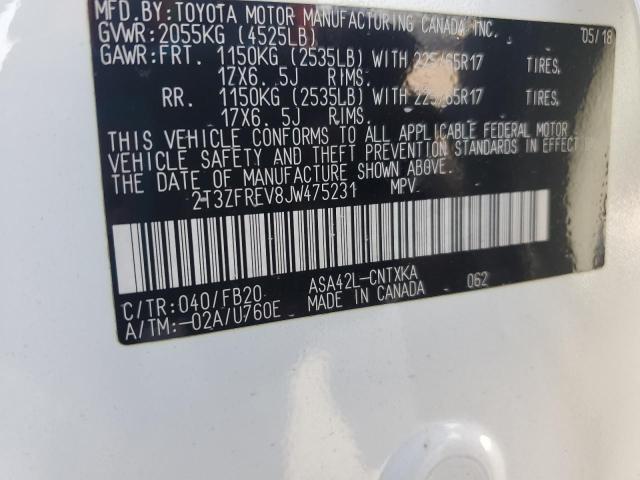 MFD.BY: TOYOTA MOTOR MANUFACTURING CANADA INC.
GVWR: 2055KG (4525LB) 05/18
GAWR: FRT. 1150KG (2535LB) WITH 225/65R17 TIRES,
17X6.5J RIMS,
RR. 1150KG (2535LB) WITH 225/65R17 TIRES,
17X6.5J RIMS.
THIS VEHICLE CONFORMS TO ALL APPLICABLE FEDERAL MOTOR
VEHICLE SAFETY AND THEFT PREVENTION STANDARDS IN EFFECT
THE DATE OF MANUFACTURE SHOWN ABOVE.
2T3ZFREV8JW475231 MPV
C/TR: 040/FB20 ASA42L-CNTXKA 062
A/TM:-02A/U760E MADE IN CANADA